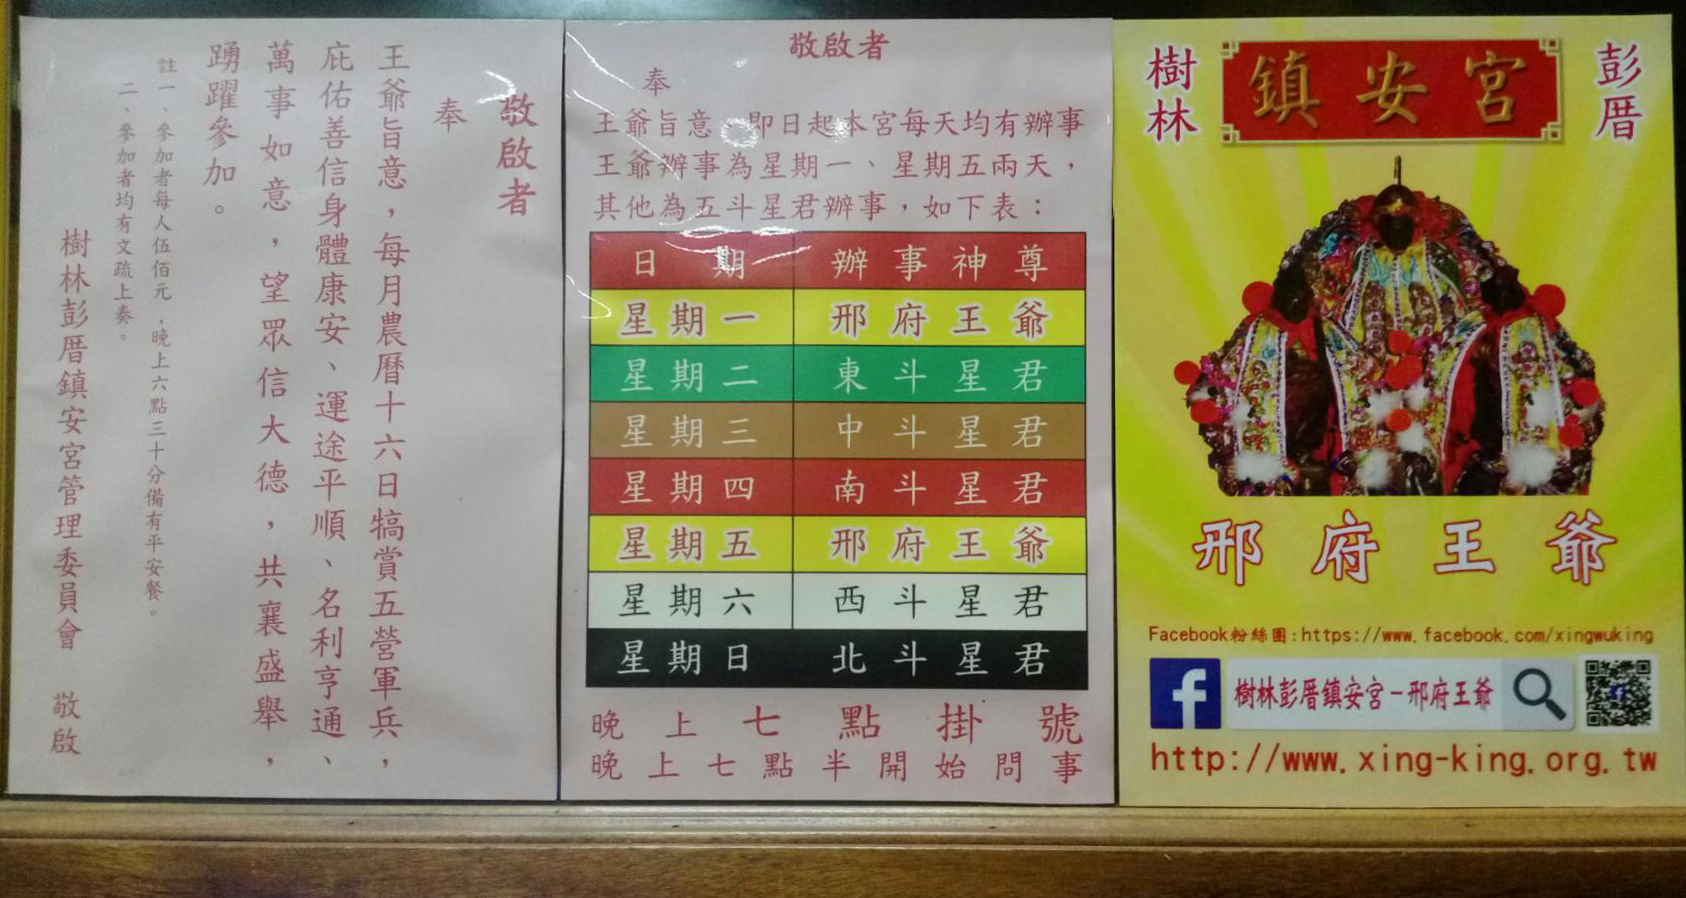 敬啟者
奉
王爺旨意，每月農曆十六日犒賞五營軍兵，
庇佑善信身體康安、運途平順、名利亨通、
萬事如意，望眾信大德，共襄盛舉，
踴躍參加。
註一、參加者每人伍佰元，晚上六點三十分備有平安餐。
二、參加者均有文疏上奏。
樹林彭厝鎮安宮管理委員會 敬啟
敬啟者
奉
王爺旨意，即日起本宮每天均有辦事
王爺辦事為星期一、星期五兩天，
其他為五斗星君辦事，如下表：
日期 辦事神尊
星期一 邢府王爺
星期二 東斗星君
星期三 中斗星君
星期四 南斗星君
星期五 邢府王爺
星期六 西斗星君
星期日 北斗星君
晚上七點掛號
晚上七點半開始問事
樹林 鎮安宮 彭厝
邢府王爺
Facebook粉絲團:https://www.facebook.com/xingwuking
f 樹林彭厝鎮安宮－邢府王爺
http://www.xing-king.org.tw